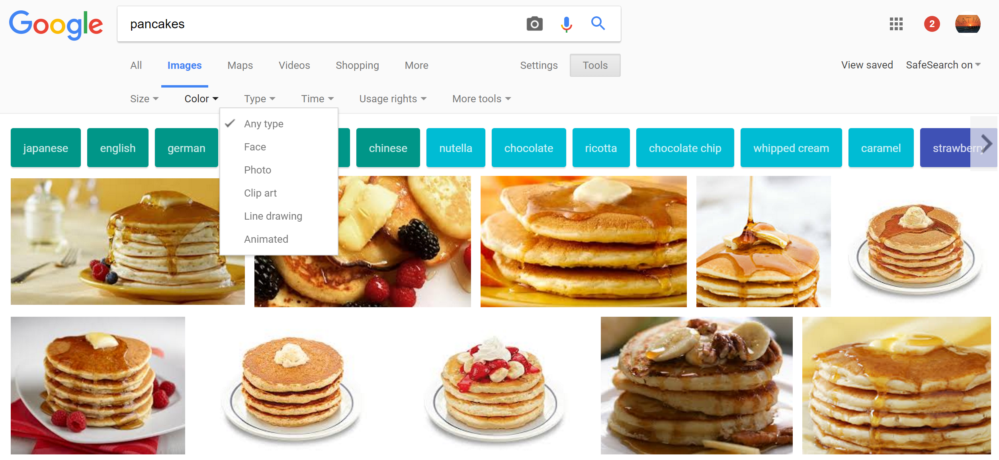 Google
pancakes
2
All Images Maps Videos Shopping More Settings Tools View saved SafeSearch on
Size Color Type Time Usage rights More tools
Any type
Face
Photo
Clip art
Line drawing
Animated
japanese english german chinese nutella chocolate ricotta chocolate chip whipped cream caramel strawberry